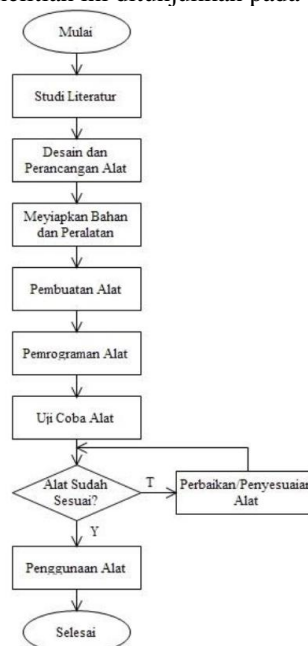 pada
Mulai
Studi Literatur
Desain dan
Perancangan Alat
Meyiapkan Bahan
dan Peralatan
Pembuatan Alat
Pemrograman Alat
Uji Coba Alat
Alat Sudah
Sesuai?
T
Perbaikan/Penyesuaian
Alat
Y
Penggunaan Alat
Selesai